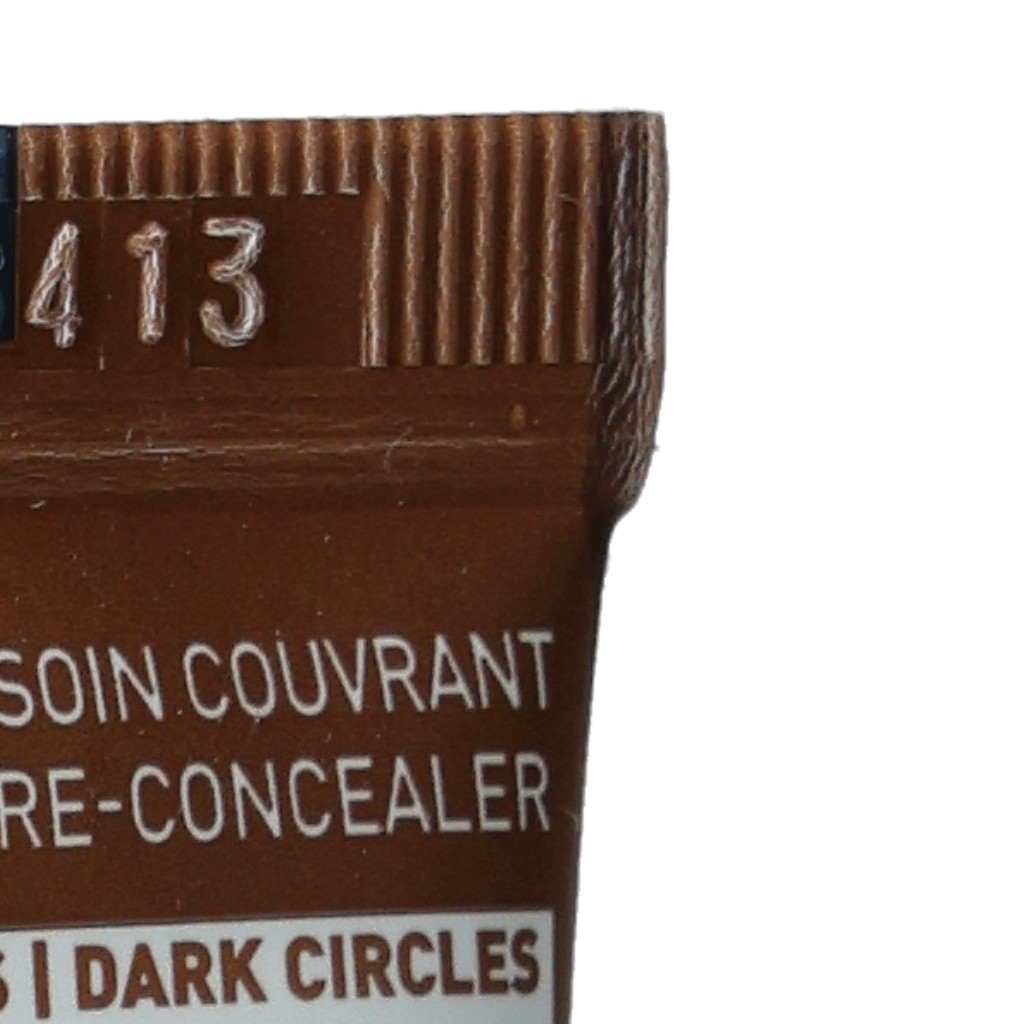 413
SOIN COUVRANT
RE-CONCEALER
| DARK CIRCLES